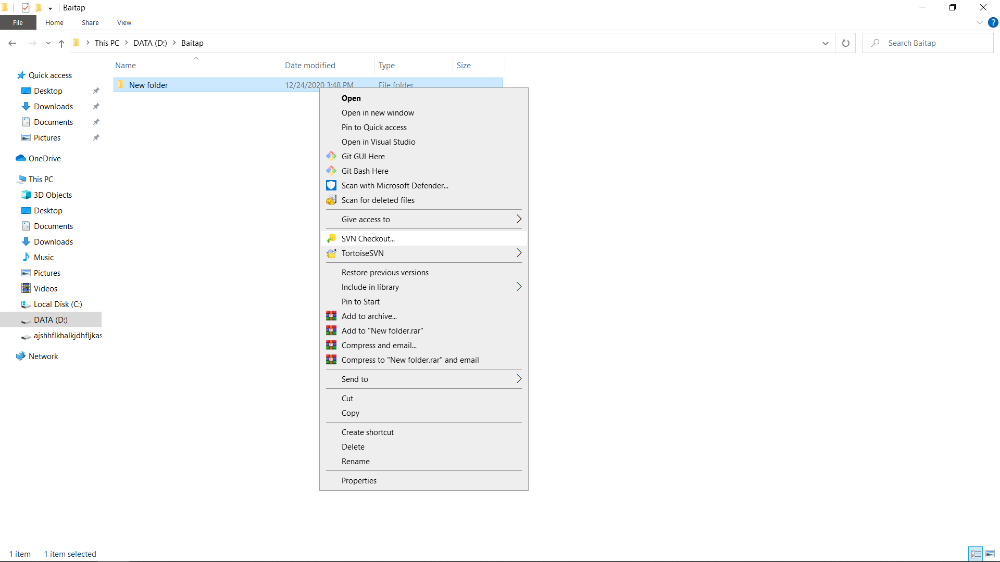 Baitap
File Home Share View
This PC DATA (D:) Baitap
Search Baitap
Name Date modified Type Size
New folder 12/24/2020 3:48 PM File folder
Quick access
Desktop
Downloads
Documents
Pictures
OneDrive
This PC
3D Objects
Desktop
Documents
Downloads
Music
Pictures
Videos
Local Disk (C:)
DATA (D:)
ajshhflkhalkjdhfljkas
Network
Open
Open in new window
Pin to Quick access
Open in Visual Studio
Git GUI Here
Git Bash Here
Scan with Microsoft Defender...
Scan for deleted files
Give access to
SVN Checkout...
TortoiseSVN
Restore previous versions
Include in library
Pin to Start
Add to archive...
Add to "New folder.rar"
Compress and email...
Compress to "New folder.rar" and email
Send to
Cut
Copy
Create shortcut
Delete
Rename
Properties
1 item 1 item selected